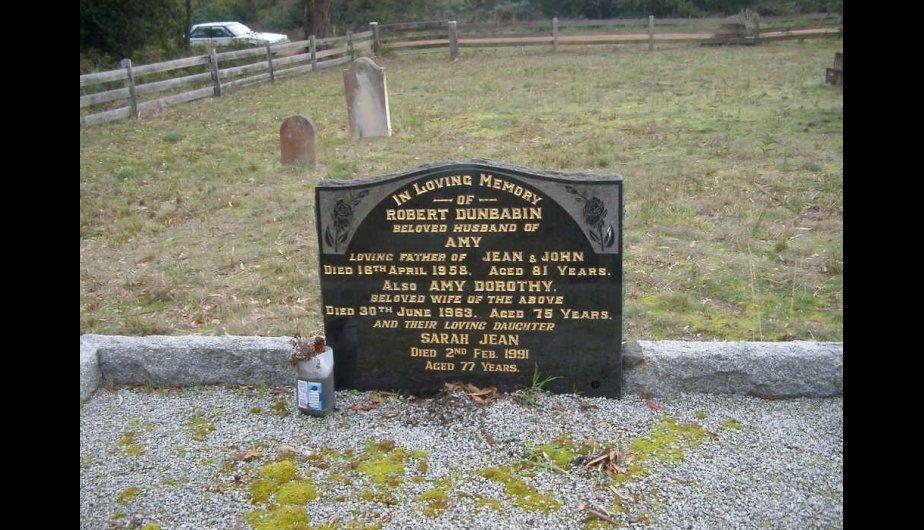 In Loving Memory
OF
ROBERT DUNBABIN
BELOVED HUSBAND OF
AMY
LOVING FATHER OF JEAN & JOHN
DIED 16TH APRIL 1958. AGED 81 YEARS.
ALSO AMY DOROTHY.
BELOVED WIFE OF THE ABOVE
DIED 30TH JUNE 1963. AGED 75 YEARS.
AND THEIR LOVING DAUGHTER
SARAH JEAN
DIED 2ND FEB. 1991
AGED 77 YEARS.